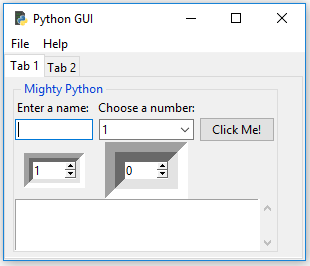 Python GUI
File Help
Tab 1 Tab 2
Mighty Python
Enter a name: Choose a number:
1 Click Me!
1 0